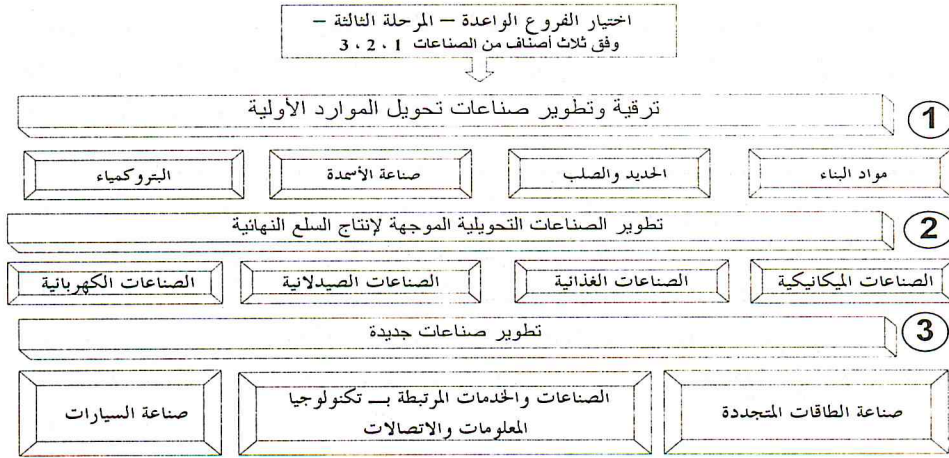 اختيار الفروع الواعدة – المرحلة الثالثة –
وفق ثلاث أصناف من الصناعات 1 ، 2 ، 3
ترقية وتطوير صناعات تحويل الموارد الأولية
1
مواد البناء
الحديد والصلب
صناعة الأسمدة
البتروكمياء
تطوير الصناعات التحويلية الموجهة لإنتاج السلع النهائية
2
الصناعات الميكانيكية
الصناعات الغذائية
الصناعات الصيدلانية
الصناعات الكهربائية
تطوير صناعات جديدة
3
صناعة الطاقات المتجددة
الصناعات والخدمات المرتبطة بـــ تكنولوجيا
المعلومات والاتصالات
صناعة السيارات